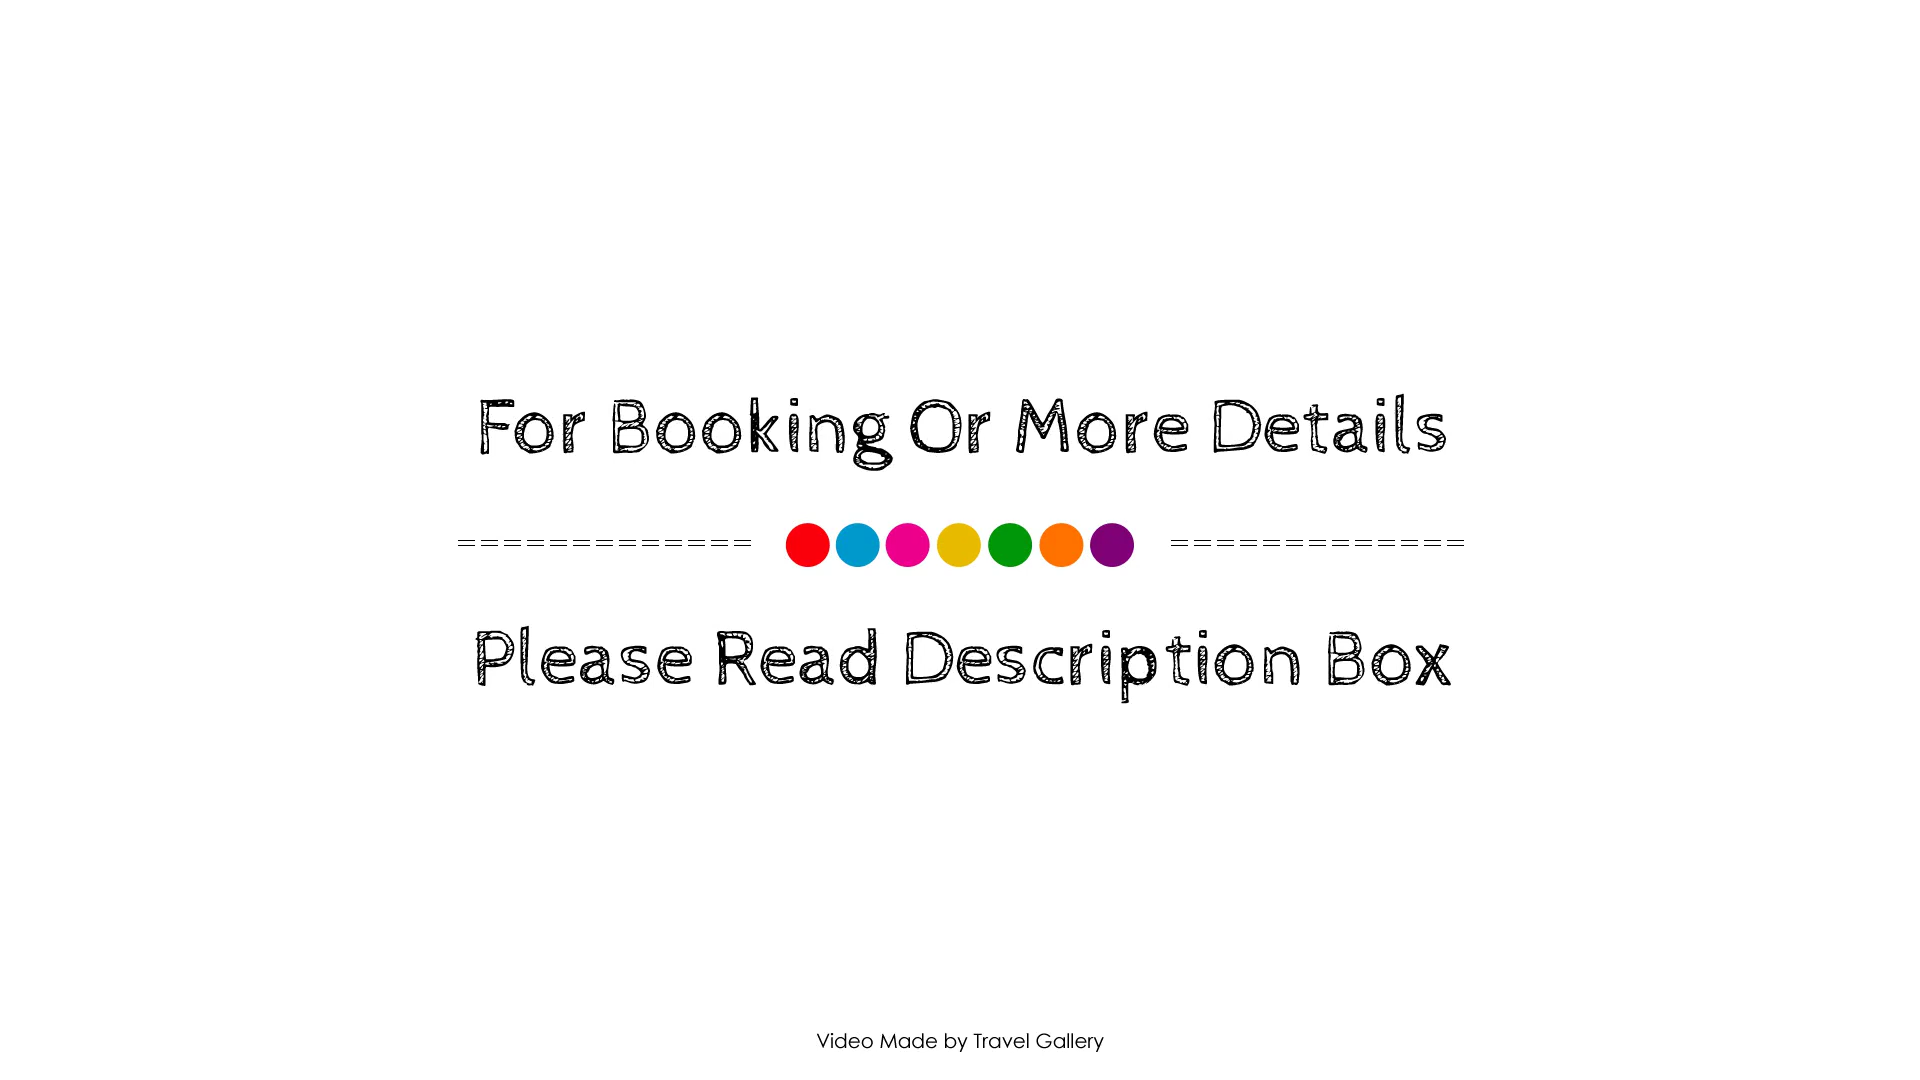 For Booking Or More Details
============= =============
Please Read Description Box
Video Made by Travel Gallery